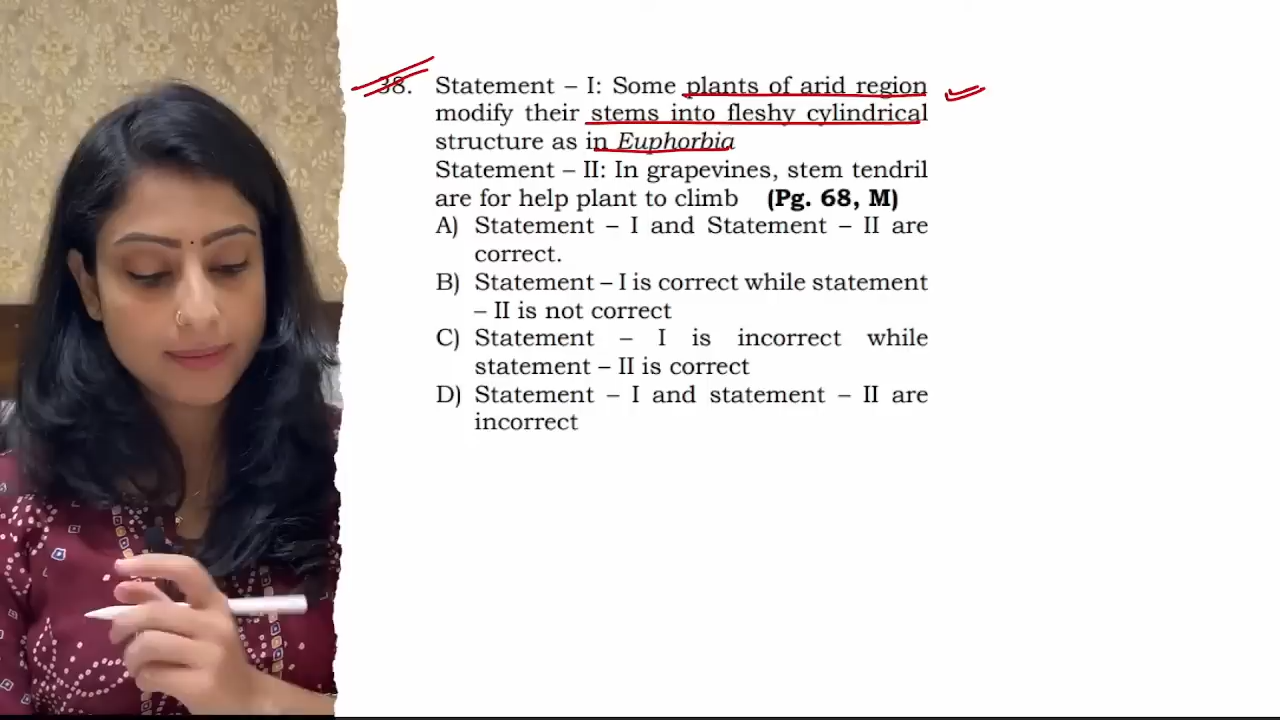 38. Statement – I: Some plants of arid region
modify their stems into fleshy cylindrical
structure as in Euphorbia
Statement – II: In grapevines, stem tendril
are for help plant to climb (Pg. 68, M)
A) Statement – I and Statement – II are
correct.
B) Statement – I is correct while statement
– II is not correct
C) Statement – I is incorrect while
statement – II is correct
D) Statement – I and statement – II are
incorrect